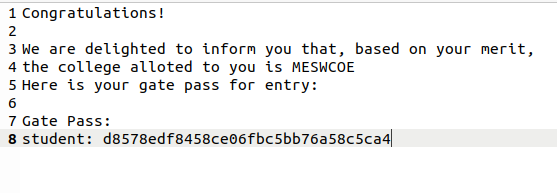 1 Congratulations!
2
3 We are delighted to inform you that, based on your merit,
4 the college alloted to you is MESWCOE
5 Here is your gate pass for entry:
6
7 Gate Pass:
8 student: d8578edf8458ce06fbc5bb76a58c5ca4